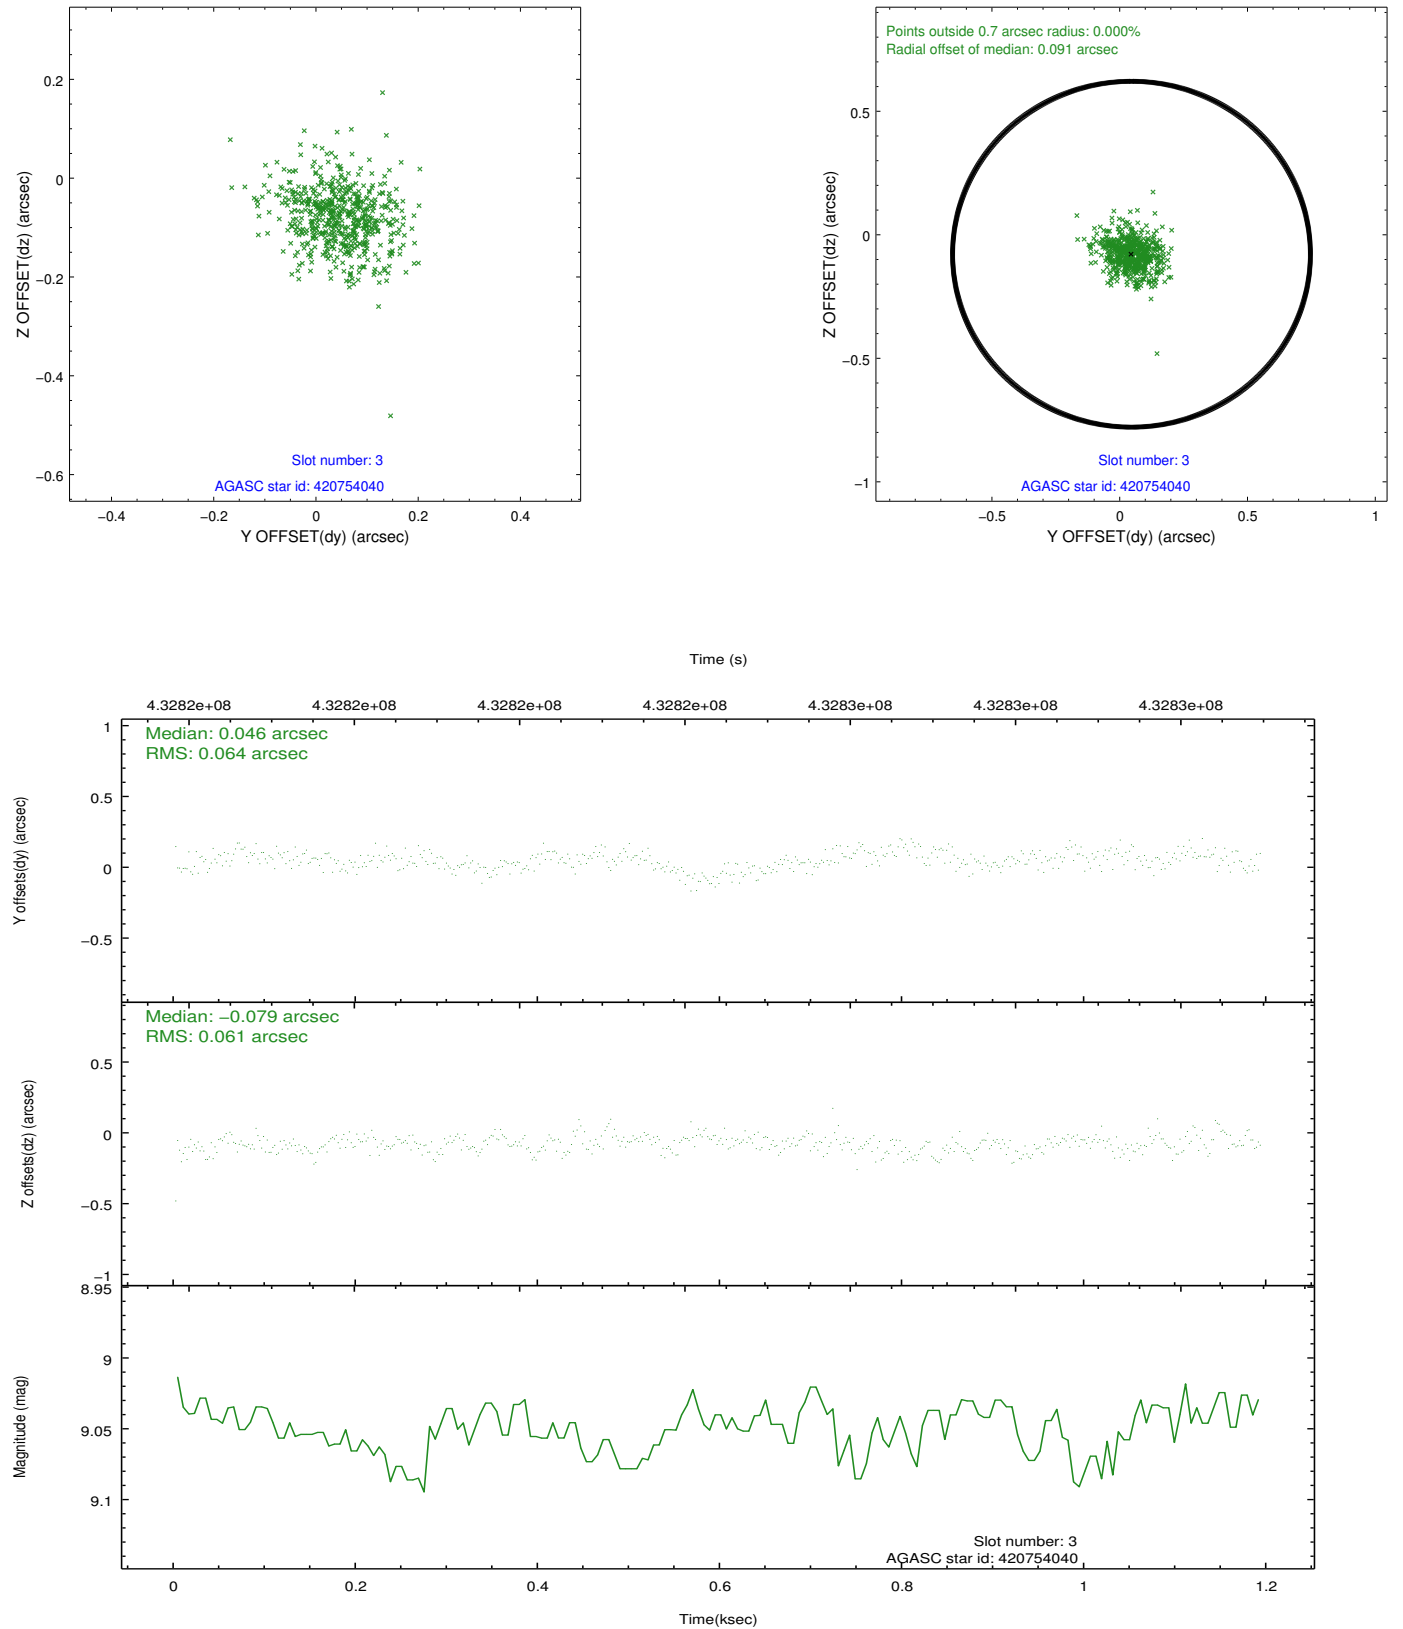 0.2
0
−0.2
−0.4
−0.6
Z OFFSET(dz) (arcsec)
Slot number: 3
AGASC star id: 420754040
−0.4 −0.2 0 0.2 0.4
Y OFFSET(dy) (arcsec)
Points outside 0.7 arcsec radius: 0.000%
Radial offset of median: 0.091 arcsec
0.5
0
−0.5
−1
Z OFFSET(dz) (arcsec)
Slot number: 3
AGASC star id: 420754040
−0.5 0 0.5 1
Y OFFSET(dy) (arcsec)
Time (s)
4.3282e+08 4.3282e+08 4.3282e+08 4.3282e+08 4.3283e+08 4.3283e+08 4.3283e+08
Median: 0.046 arcsec
RMS: 0.064 arcsec
1
0.5
0
−0.5
Y offsets(dy) (arcsec)
Median: −0.079 arcsec
RMS: 0.061 arcsec
0.5
0
−0.5
−1
Z offsets(dz) (arcsec)
8.95
9
9.05
9.1
Magnitude (mag)
Slot number: 3
AGASC star id: 420754040
0 0.2 0.4 0.6 0.8 1 1.2
Time(ksec)